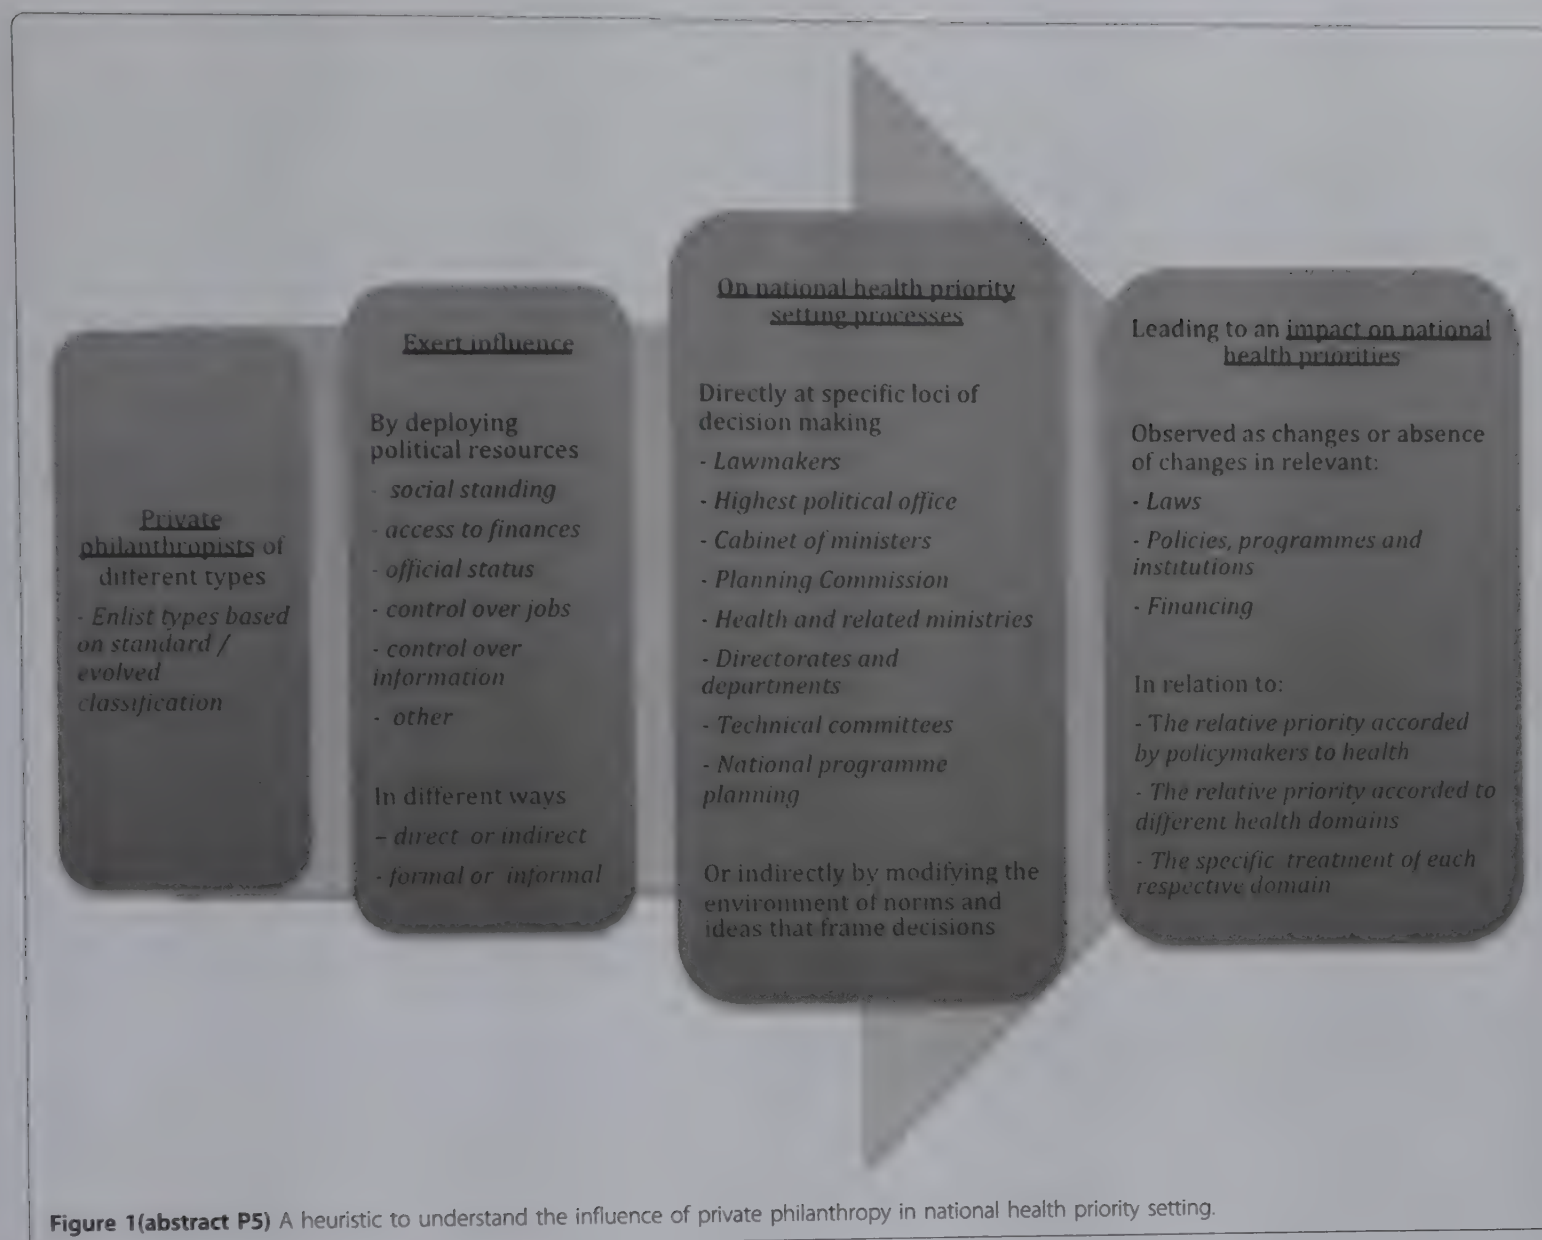 Private
philanthropists of
different types
- Enlist types based
on standard /
evolved
classification
Exert influence
By deploying
political resources
- social standing
- access to finances
- official status
- control over jobs
- control over
information
- other
In different ways
– direct or indirect
- formal or informal
On national health priority
setting processes
Directly at specific loci of
decision making
- Lawmakers
- Highest political office
- Cabinet of ministers
- Planning Commission
- Health and related ministries
- Directorates and
departments
- Technical committees
- National programme
planning
Or indirectly by modifying the
environment of norms and
ideas that frame decisions
Leading to an impact on national
health priorities
Observed as changes or absence
of changes in relevant:
- Laws
- Policies, programmes and
institutions
- Financing
In relation to:
- The relative priority accorded
by policymakers to health
- The relative priority accorded to
different health domains
- The specific treatment of each
respective domain
Figure 1(abstract P5) A heuristic to understand the influence of private philanthropy in national health priority setting.